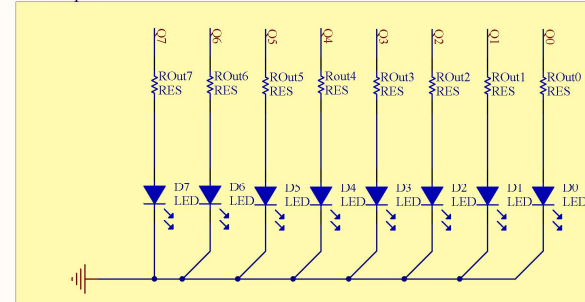 Q7 Q6 Q5 Q4 Q3 Q2 Q1 Q0
ROut7 ROut6 ROut5 Rout4 ROut3 ROut2 ROut1 ROut0
RES RES RES RES RES RES RES RES
D7 D6 D5 D4 D3 D2 D1 D0
LED LED LED LED LED LED LED LED